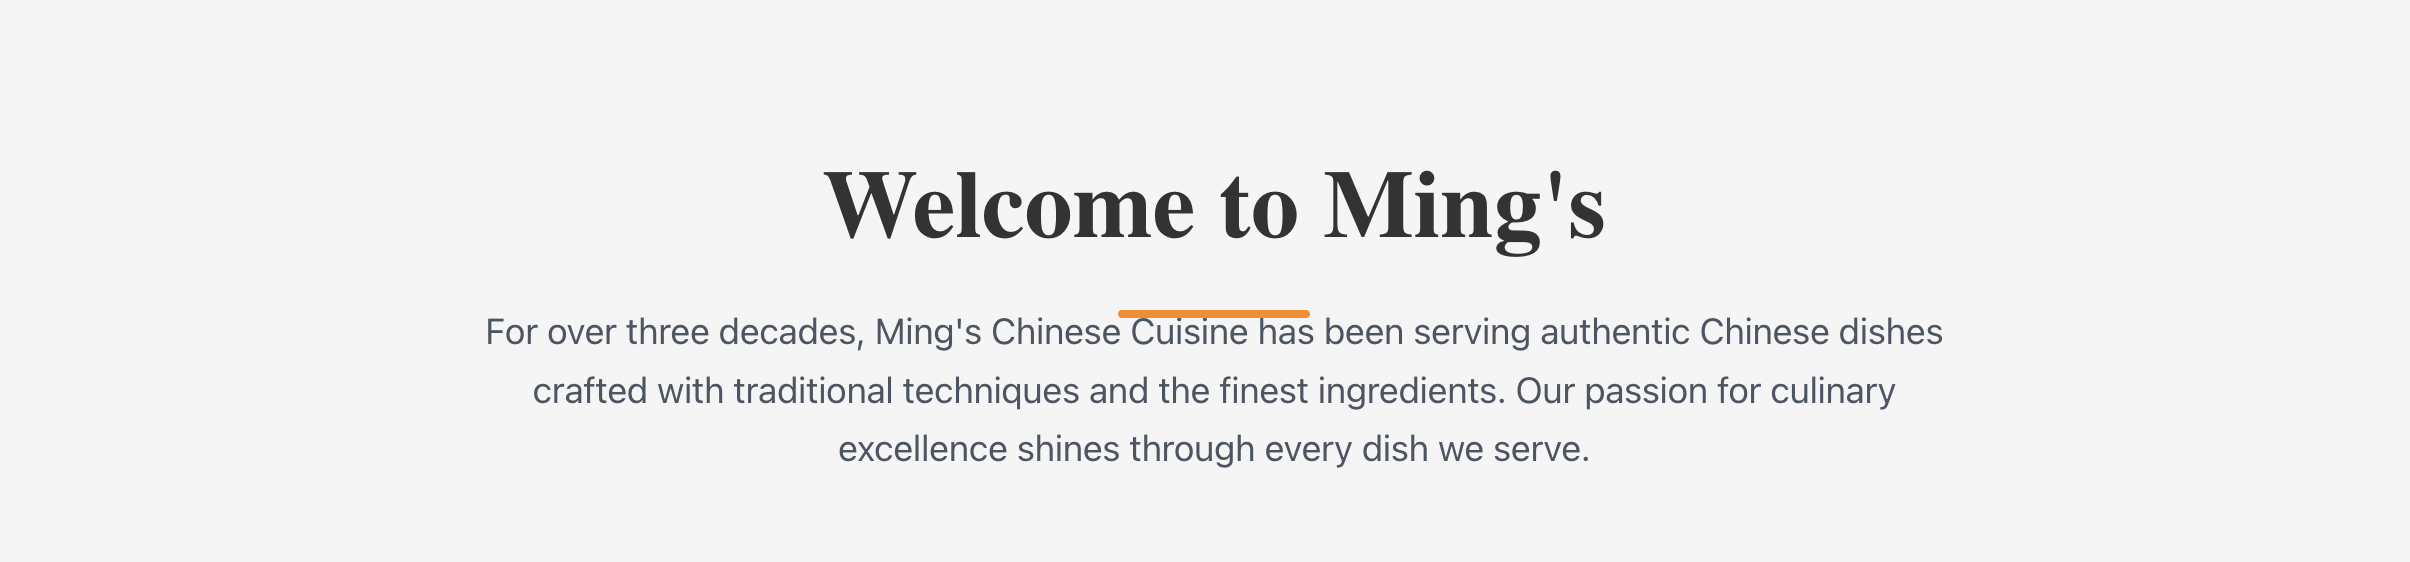 Welcome to Ming's
For over three decades, Ming's Chinese Cuisine has been serving authentic Chinese dishes
crafted with traditional techniques and the finest ingredients. Our passion for culinary
excellence shines through every dish we serve.